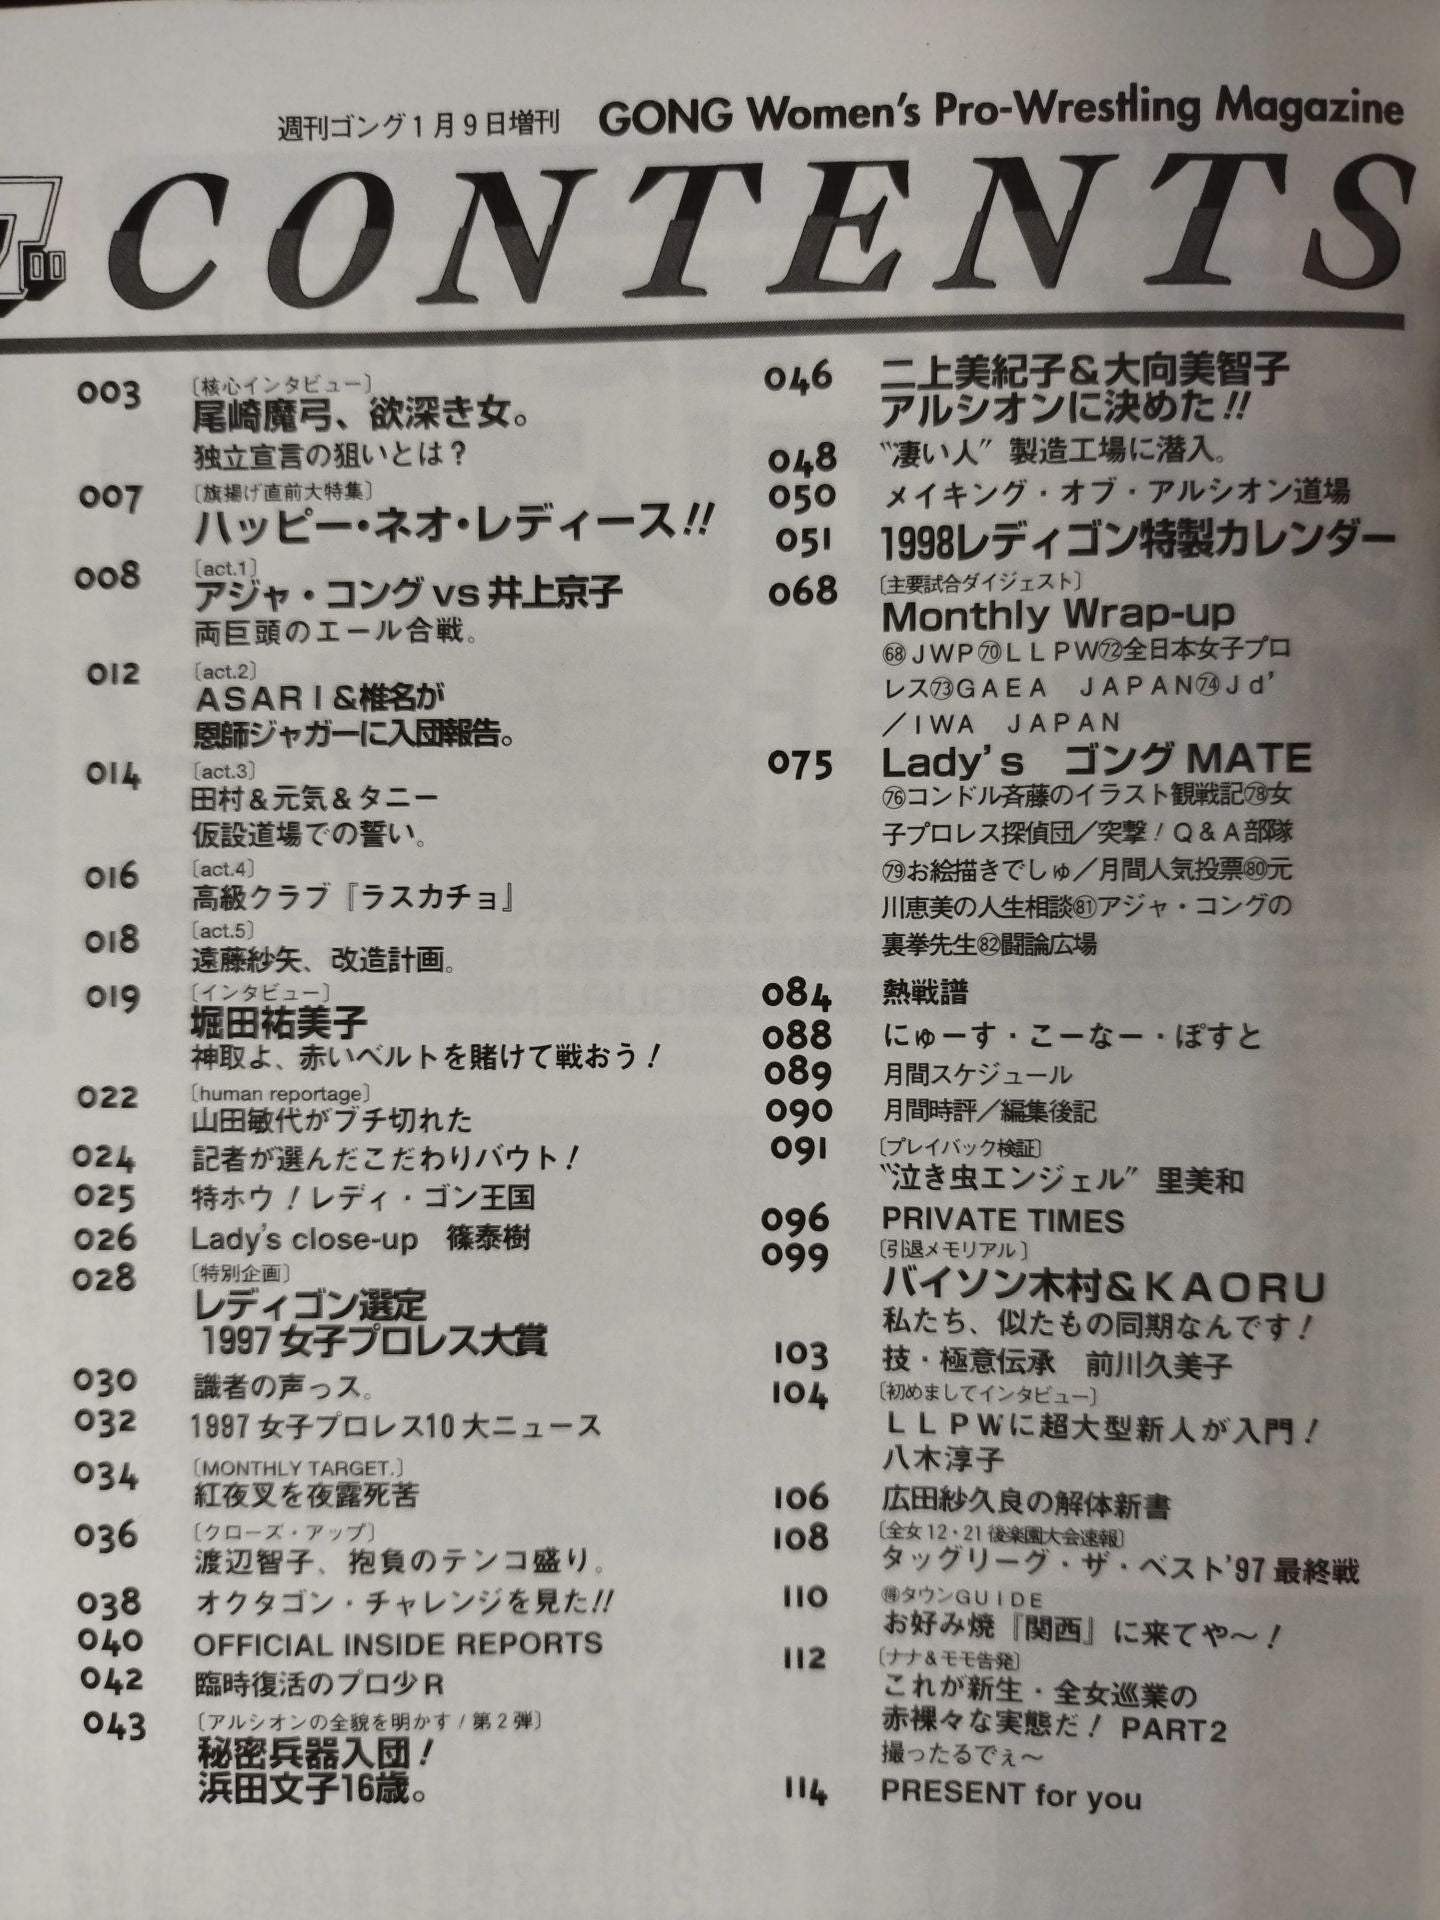 週刊ゴング1月9日増刊 GONG Women's Pro-Wrestling Magazine
CONTENTS
003 〔核心インタビュー〕
尾崎魔弓、欲深き女。
独立宣言の狙いとは?
007 〔旗揚げ直前大特集〕
ハッピー・ネオ・レディース!!
008 〔act.1〕
アジャ・コングvs井上京子
両巨頭のエール合戦。
012 〔act.2〕
ASARI&椎名が
恩師ジャガーに入団報告。
014 〔act.3〕
田村&元気&タニー
仮設道場での誓い。
016 〔act.4〕
高級クラブ『ラスカチョ』
018 〔act.5〕
遠藤紗矢、改造計画。
019 〔インタビュー〕
堀田祐美子
神取よ、赤いベルトを賭けて戦おう!
022 〔human reportage〕
山田敏代がブチ切れた
024 記者が選んだこだわりバウト!
025 特ホウ!レディ・ゴン王国
026 Lady's close-up 篠泰樹
028 〔特別企画〕
レディゴン選定
1997女子プロレス大賞
030 識者の声っス。
032 1997女子プロレス10大ニュース
034 〔MONTHLY TARGET.〕
紅夜叉を夜露死苦
036 〔クローズ・アップ〕
渡辺智子、抱負のテンコ盛り。
038 オクタゴン・チャレンジを見た!!
040 OFFICIAL INSIDE REPORTS
042 臨時復活のプロ少R
043 〔アルシオンの全貌を明かす!第2弾〕
秘密兵器入団!
浜田文子16歳。
046 二上美紀子&大向美智子
アルシオンに決めた!!
048 〝凄い人〟製造工場に潜入。
050 メイキング・オブ・アルシオン道場
051 1998レディゴン特製カレンダー
068 〔主要試合ダイジェスト〕
Monthly Wrap-up
㊻JWP⑦⓪LLPW⑦②全日本女子プロ
レス⑦③GAEA JAPAN⑦④Jd'
/IWA JAPAN
075 Lady's ゴングMATE
⑦⑥コンドル斉藤のイラスト観戦記⑦⑧女
子プロレス探偵団/突撃!Q&A部隊
⑦⑨お絵描きでしゅ/月間人気投票⑧⓪元
川恵美の人生相談⑧①アジャ・コングの
裏拳先生⑧②闘論広場
084 熱戦譜
088 にゅーす・こーなー・ぽすと
089 月間スケジュール
090 月間時評/編集後記
091 〔プレイバック検証〕
〝泣き虫エンジェル〟里美和
096 PRIVATE TIMES
099 〔引退メモリアル〕
バイソン木村&KAORU
私たち、似たもの同期なんです!
103 技・極意伝承 前川久美子
104 〔初めましてインタビュー〕
LLPWに超大型新人が入門!
八木淳子
106 広田紗久良の解体新書
108 〔全女12・21後楽園大会速報〕
タッグリーグ・ザ・ベスト'97最終戦
110 ㊝タウンGUIDE
お好み焼『関西』に来てや〜!
112 〔ナナ&モモ告発〕
これが新生・全女巡業の
赤裸々な実態だ! PART2
撮ったるでぇ〜
114 PRESENT for you